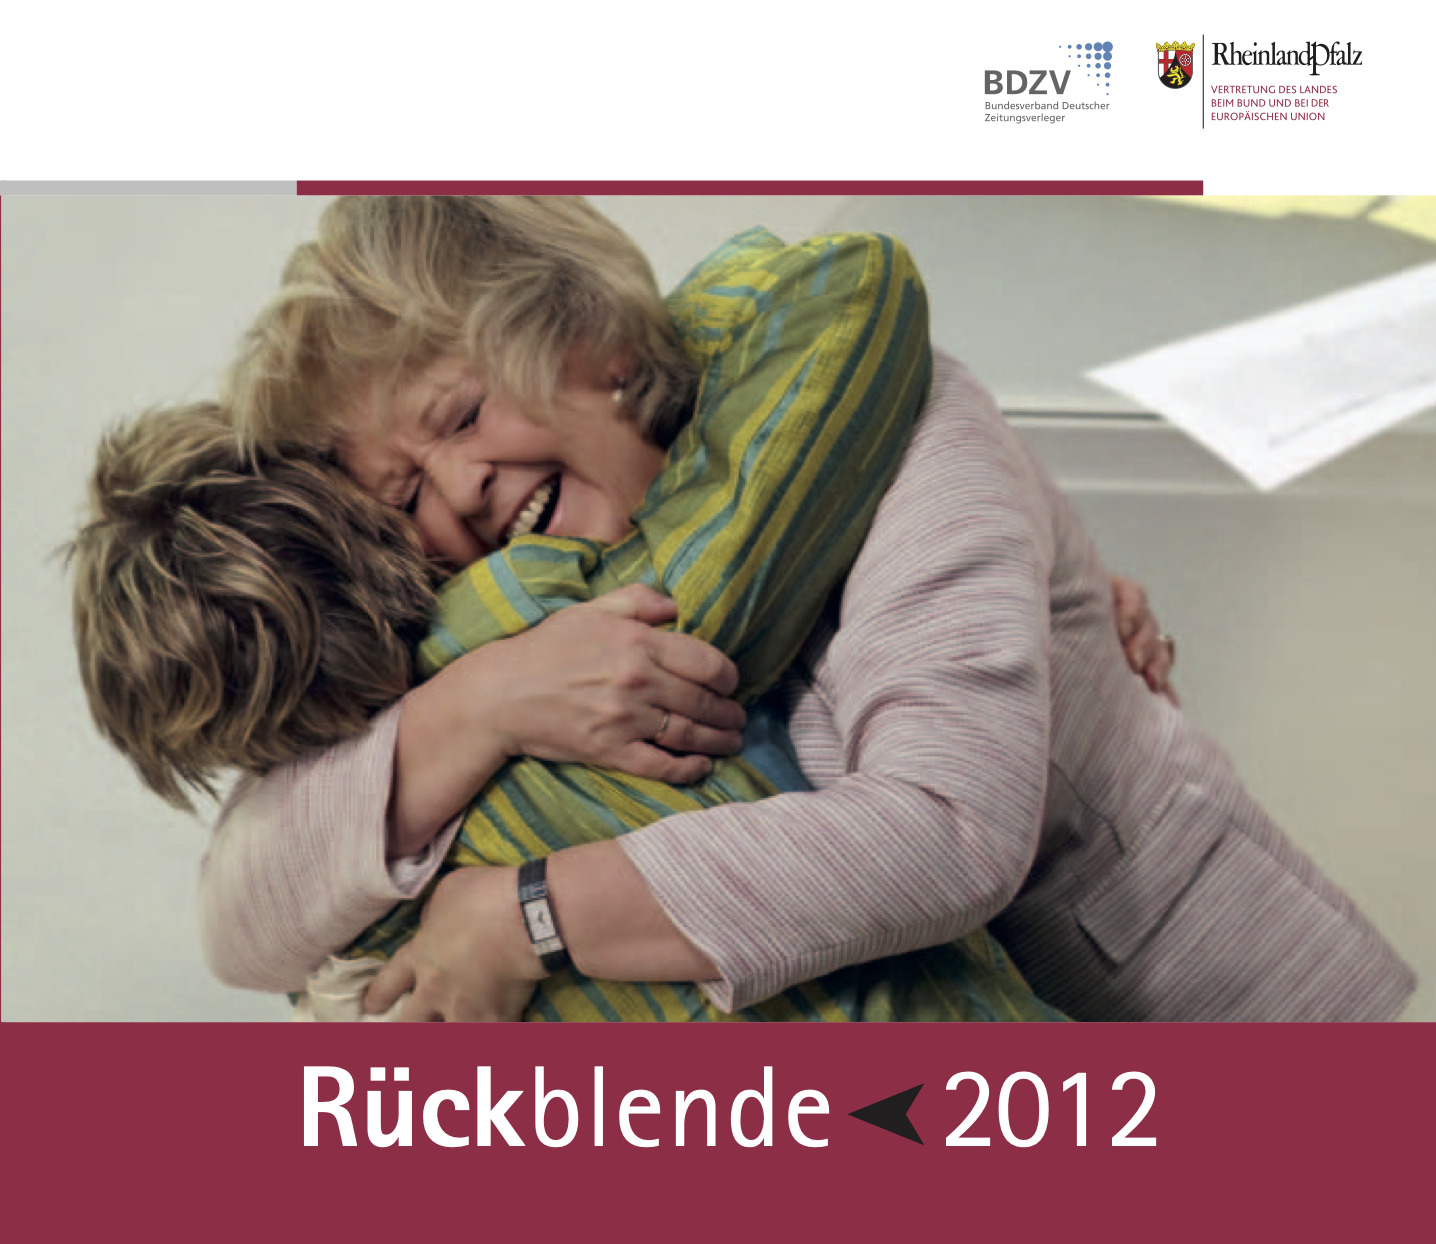 BDZV
Bundesverband Deutscher
Zeitungsverleger
RheinlandPfalz
VERTRETUNG DES LANDES
BEIM BUND UND BEI DER
EUROPÄISCHEN UNION
Rückblende 2012